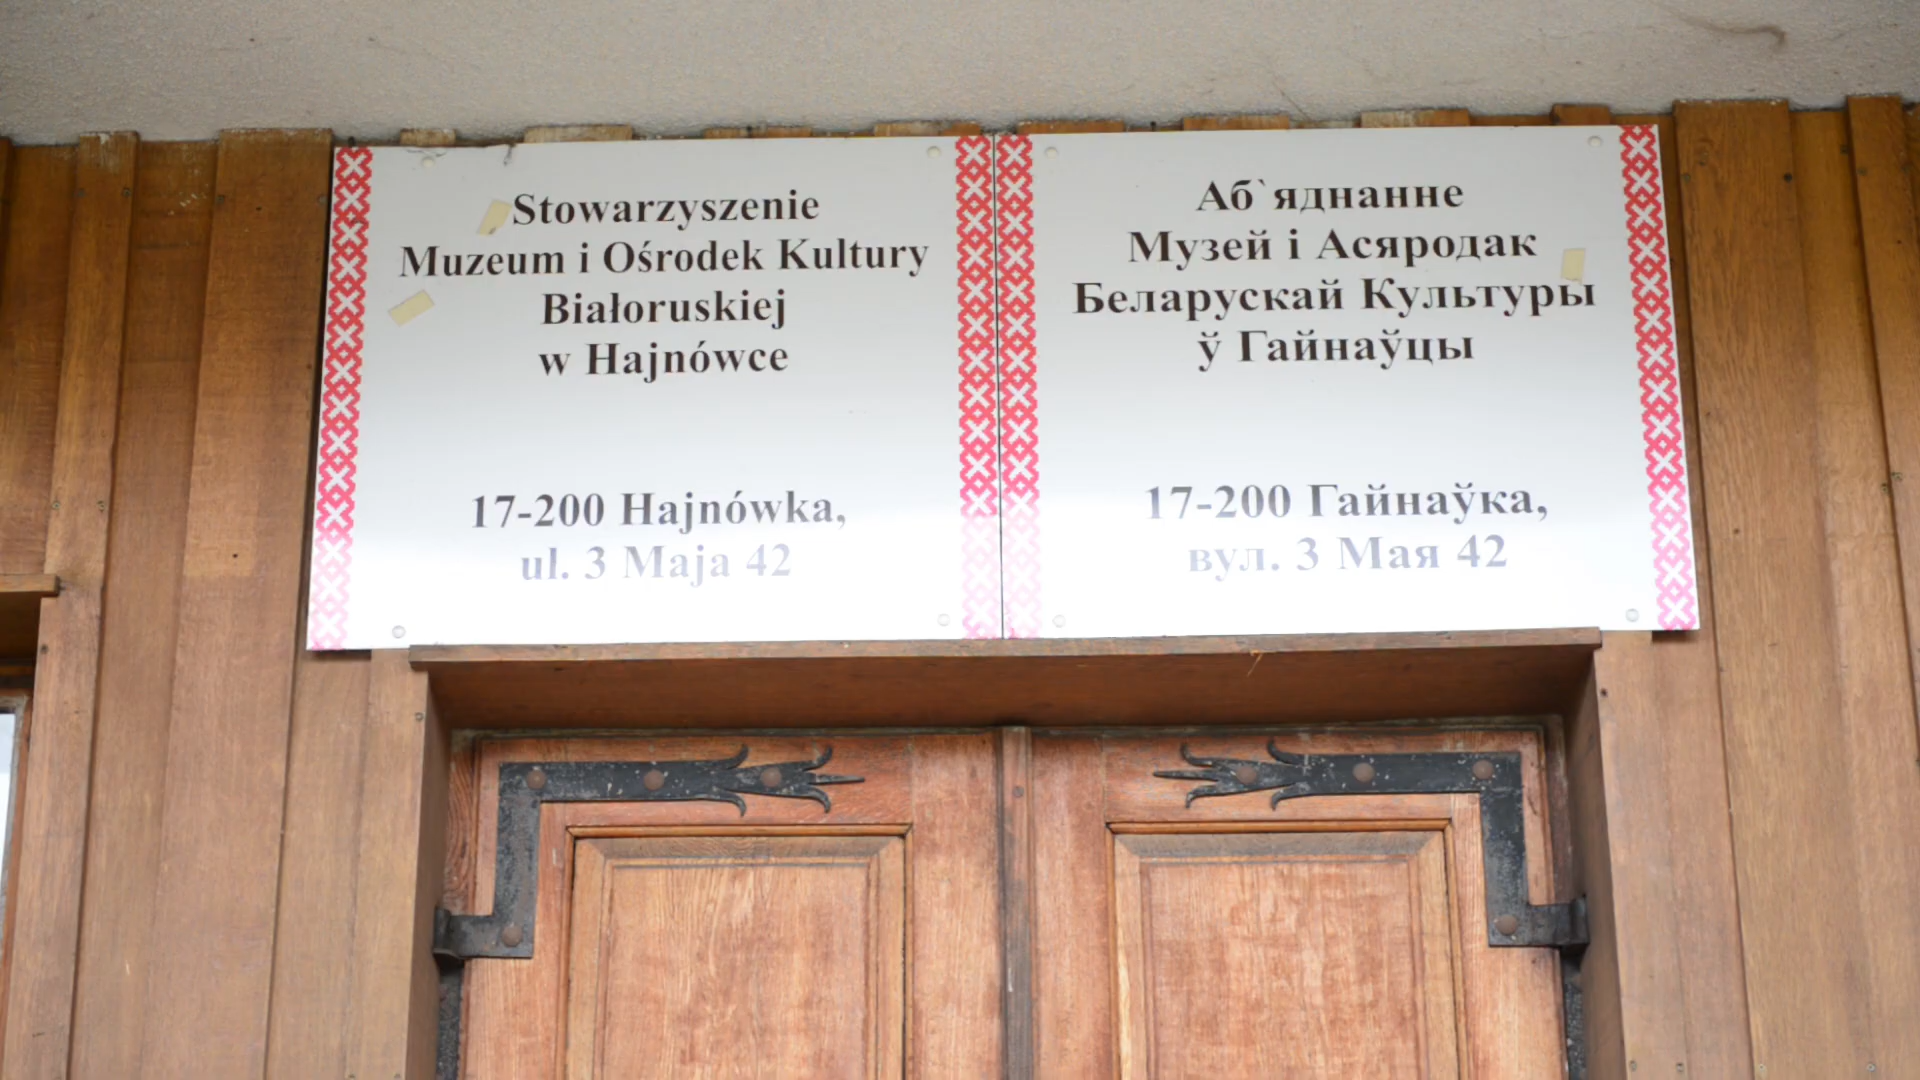 Stowarzyszenie
Muzeum i Ośrodek Kultury
Białoruskiej
w Hajnówce
17-200 Hajnówka,
ul. 3 Maja 42
Аб`яднанне
Музей і Асяродак
Беларускай Культуры
ў Гайнаўцы
17-200 Гайнаўка,
вул. 3 Мая 42